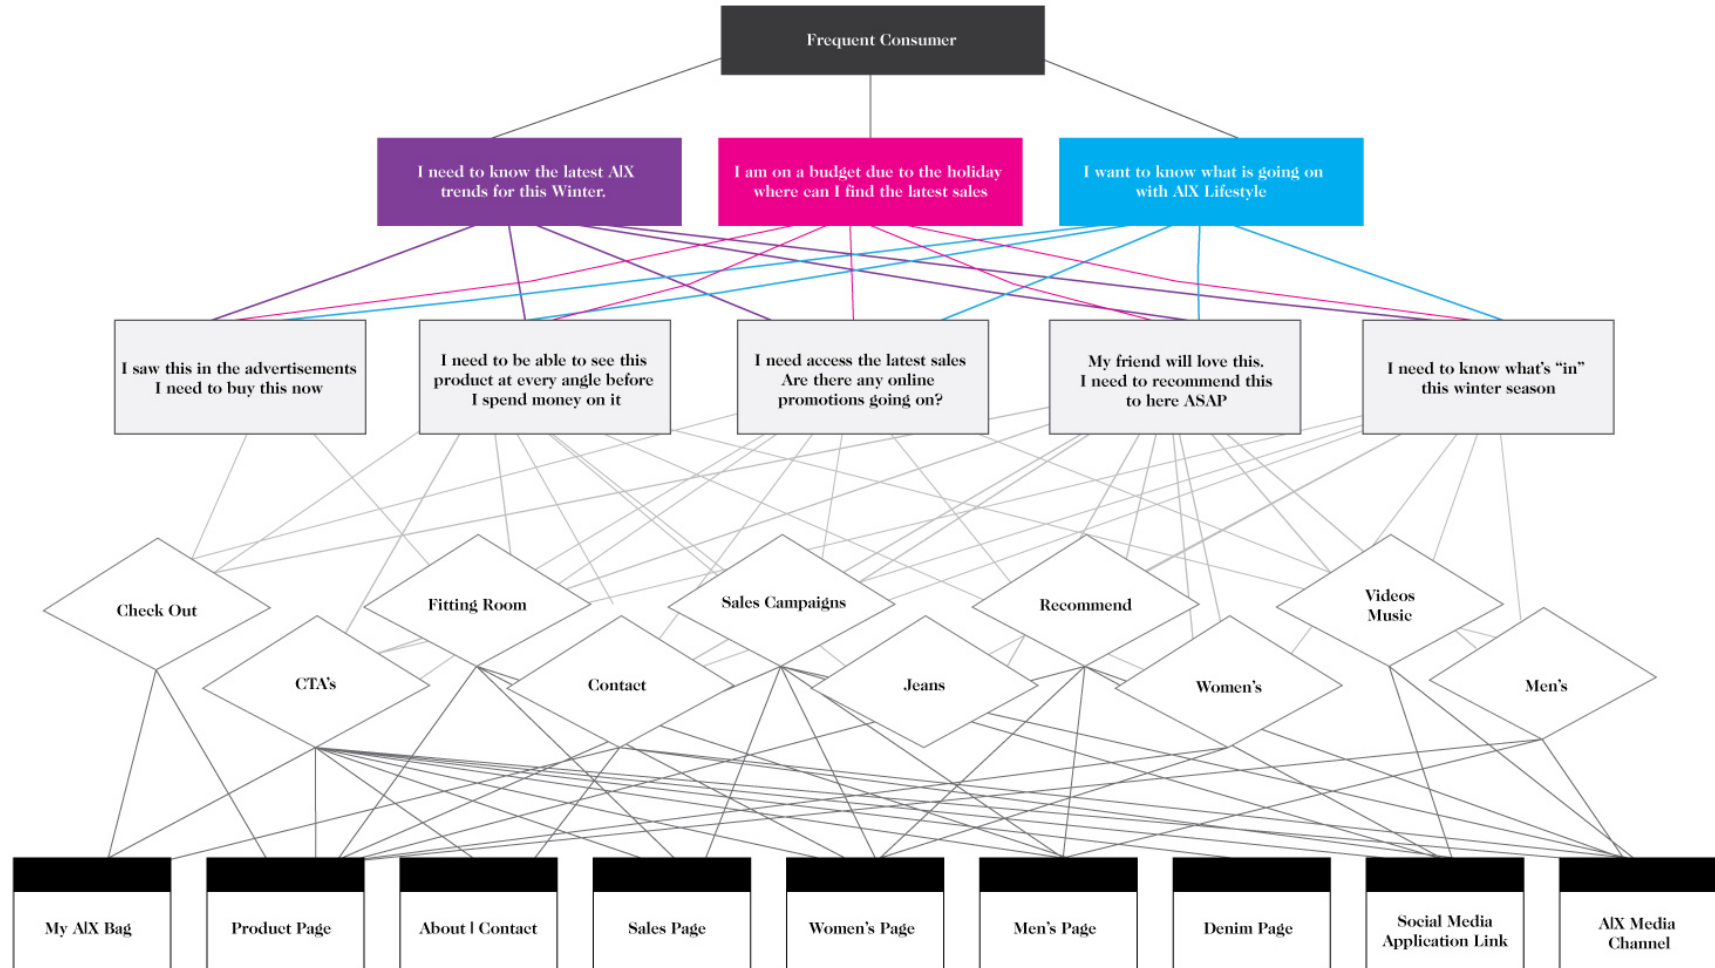 Frequent Consumer
I need to know the latest A|X
trends for this Winter.
I am on a budget due to the holiday
where can I find the latest sales
I want to know what is going on
with A|X Lifestyle
I saw this in the advertisements
I need to buy this now
I need to be able to see this
product at every angle before
I spend money on it
I need access the latest sales
Are there any online
promotions going on?
My friend will love this.
I need to recommend this
to here ASAP
I need to know what's “in”
this winter season
Check Out
Fitting Room
Sales Campaigns
Recommend
Videos
Music
CTA's
Contact
Jeans
Women's
Men's
My A|X Bag
Product Page
About | Contact
Sales Page
Women's Page
Men's Page
Denim Page
Social Media
Application Link
A|X Media
Channel